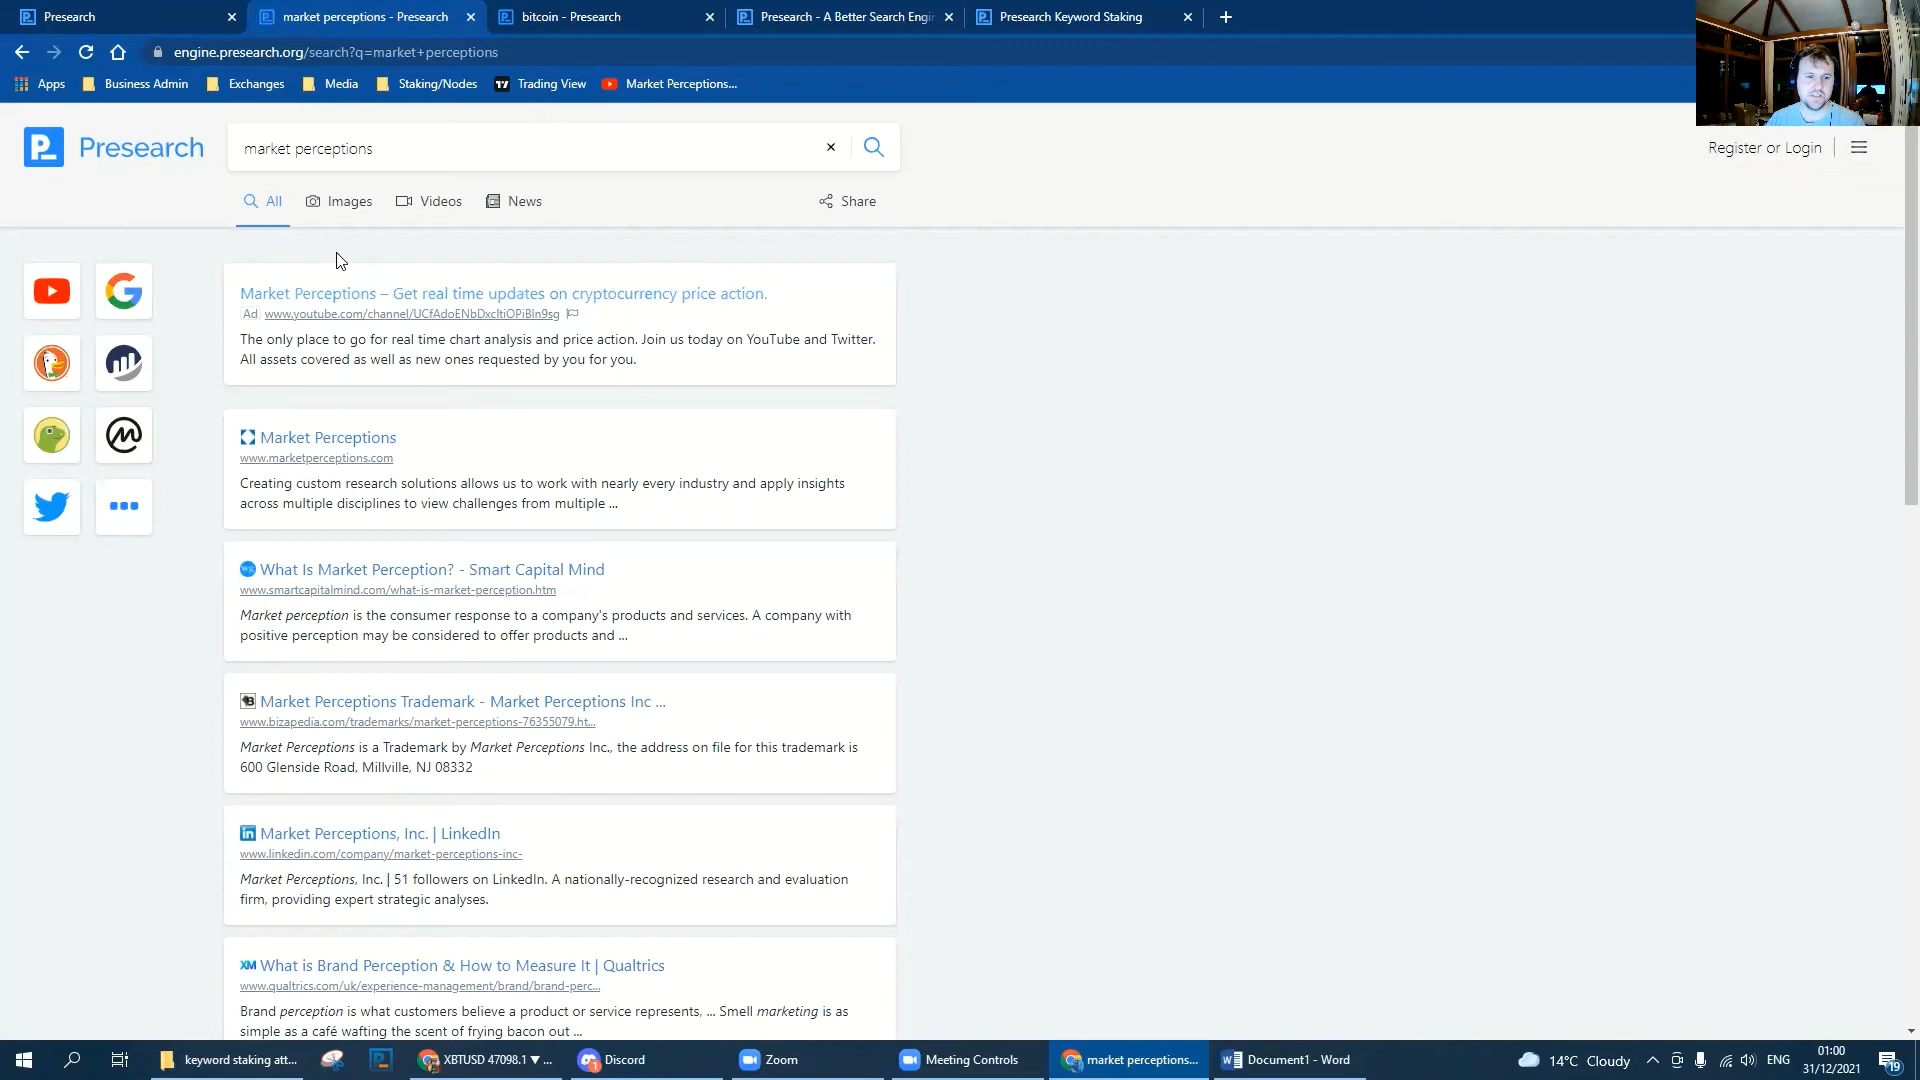 Presearch
market perceptions - Presearch
bitcoin - Presearch
Presearch - A Better Search Engi
Presearch Keyword Staking
engine.presearch.org/search?q=market+perceptions
Apps
Business Admin
Exchanges
Media
Staking/Nodes
Trading View
Market Perceptions...
Presearch
market perceptions
Register or Login
All
Images
Videos
News
Share
Market Perceptions – Get real time updates on cryptocurrency price action.
Ad www.youtube.com/channel/UCfAdoENbDxcItiOPiBln9sg
The only place to go for real time chart analysis and price action. Join us today on YouTube and Twitter.
All assets covered as well as new ones requested by you for you.
Market Perceptions
www.marketperceptions.com
Creating custom research solutions allows us to work with nearly every industry and apply insights
across multiple disciplines to view challenges from multiple ...
What Is Market Perception? - Smart Capital Mind
www.smartcapitalmind.com/what-is-market-perception.htm
Market perception is the consumer response to a company's products and services. A company with
positive perception may be considered to offer products and ...
Market Perceptions Trademark - Market Perceptions Inc ...
www.bizapedia.com/trademarks/market-perceptions-76355079.ht...
Market Perceptions is a Trademark by Market Perceptions Inc., the address on file for this trademark is
600 Glenside Road, Millville, NJ 08332
Market Perceptions, Inc. | LinkedIn
www.linkedin.com/company/market-perceptions-inc-
Market Perceptions, Inc. | 51 followers on LinkedIn. A nationally-recognized research and evaluation
firm, providing expert strategic analyses.
XM What is Brand Perception & How to Measure It | Qualtrics
www.qualtrics.com/uk/experience-management/brand/brand-perc...
Brand perception is what customers believe a product or service represents, ... Smell marketing is as
simple as a café wafting the scent of frying bacon out ...
keyword staking att...
XBTUSD 47098.1 ▼ ...
Discord
Zoom
Meeting Controls
market perceptions...
Document1 - Word
14°C Cloudy
ENG
01:00
31/12/2021
19